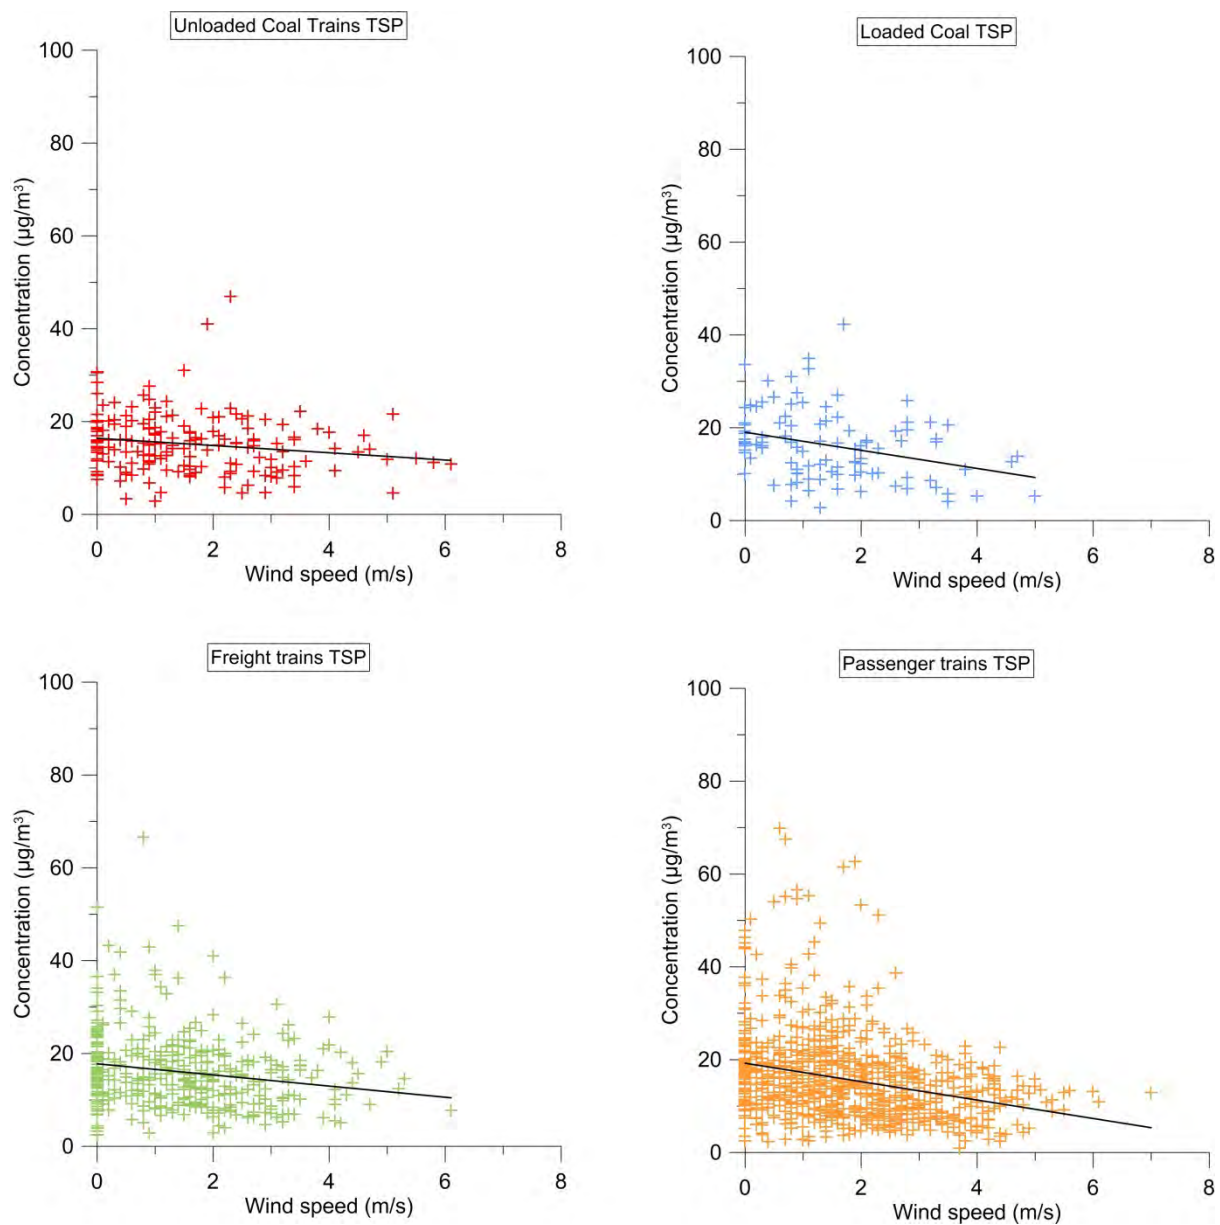 Unloaded Coal Trains TSP
100
80
60
40
20
0
Concentration (µg/m³)
0 2 4 6 8
Wind speed (m/s)
Loaded Coal TSP
100
80
60
40
20
0
Concentration (µg/m³)
0 2 4 6 8
Wind speed (m/s)
Freight trains TSP
100
80
60
40
20
0
Concentration (µg/m³)
0 2 4 6 8
Wind speed (m/s)
Passenger trains TSP
100
80
60
40
20
0
Concentration (µg/m³)
0 2 4 6 8
Wind speed (m/s)